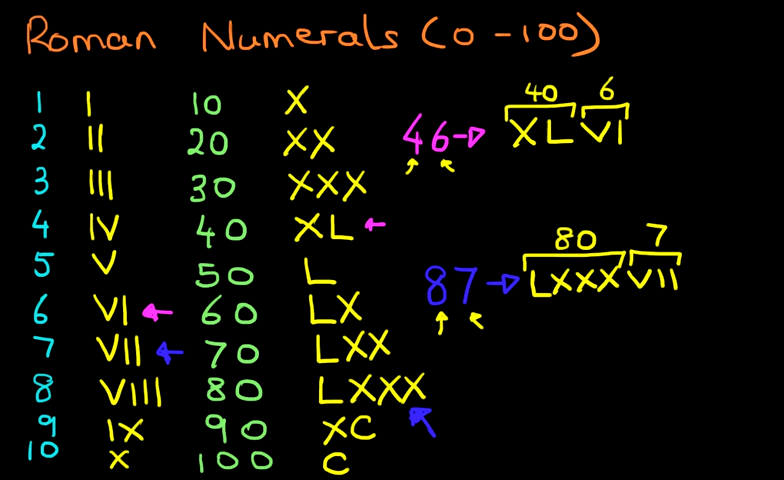 Roman Numerals (0-100)
1 I 10 X
2 II 20 XX
3 III 30 XXX
4 IV 40 XL
5 V 50 L
6 VI 60 LX
7 VII 70 LXX
8 VIII 80 LXXX
9 IX 90 XC
10 X 100 C
40 6
46 → XL VI
80 7
87 → LXXX VII